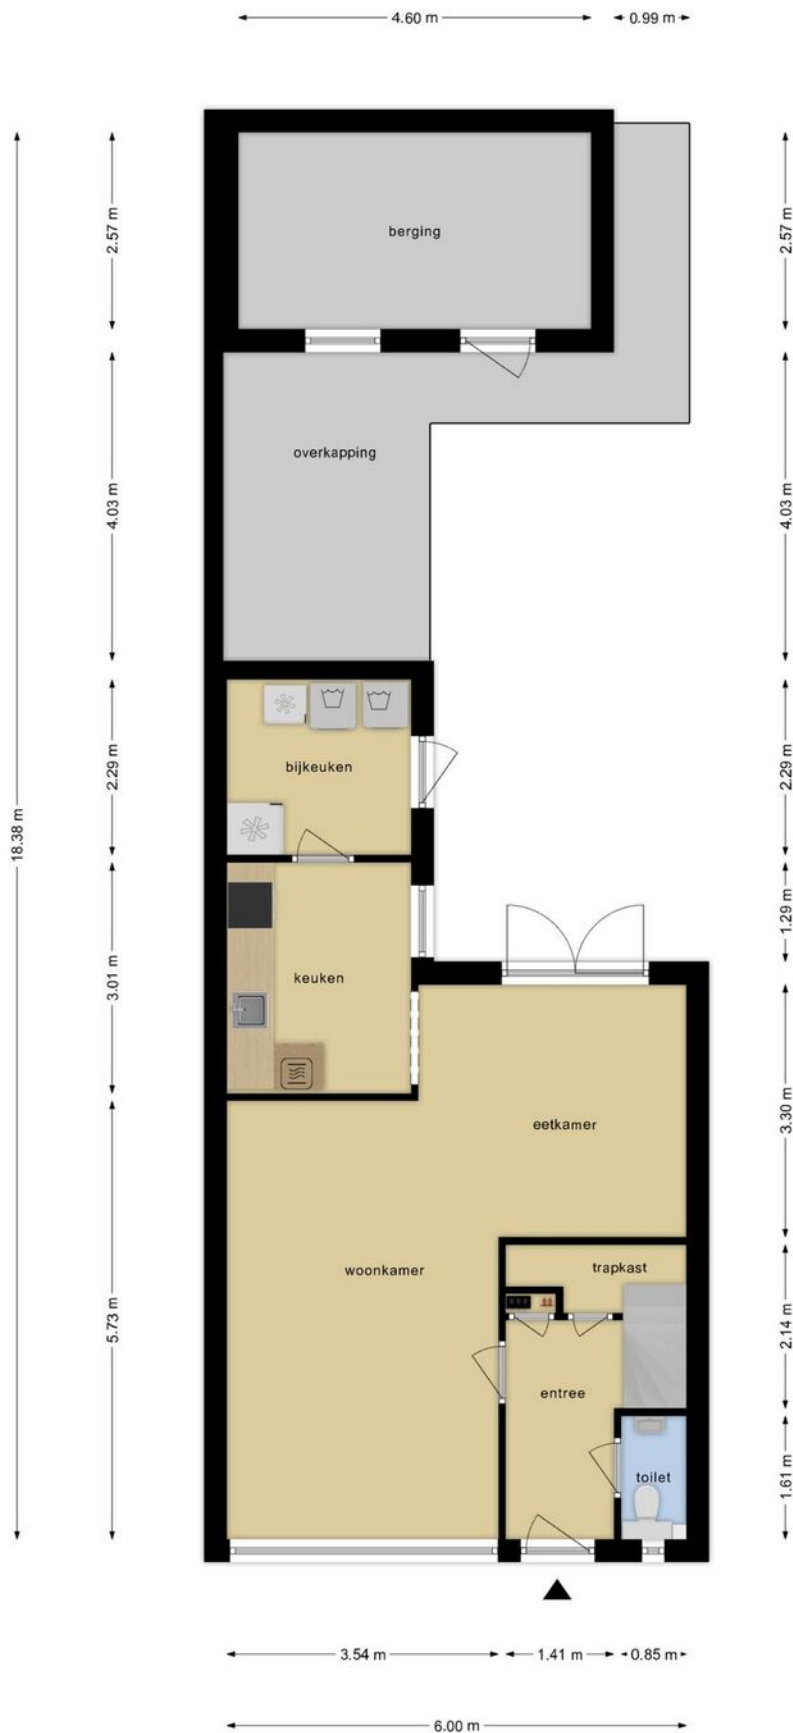 4.60 m
0.99 m
2.57 m
2.57 m
berging
overkapping
4.03 m
4.03 m
18.38 m
2.29 m
2.29 m
bijkeuken
1.29 m
3.01 m
keuken
3.30 m
eetkamer
woonkamer
trapkast
5.73 m
2.14 m
entree
toilet
1.61 m
3.54 m
1.41 m
0.85 m
6.00 m